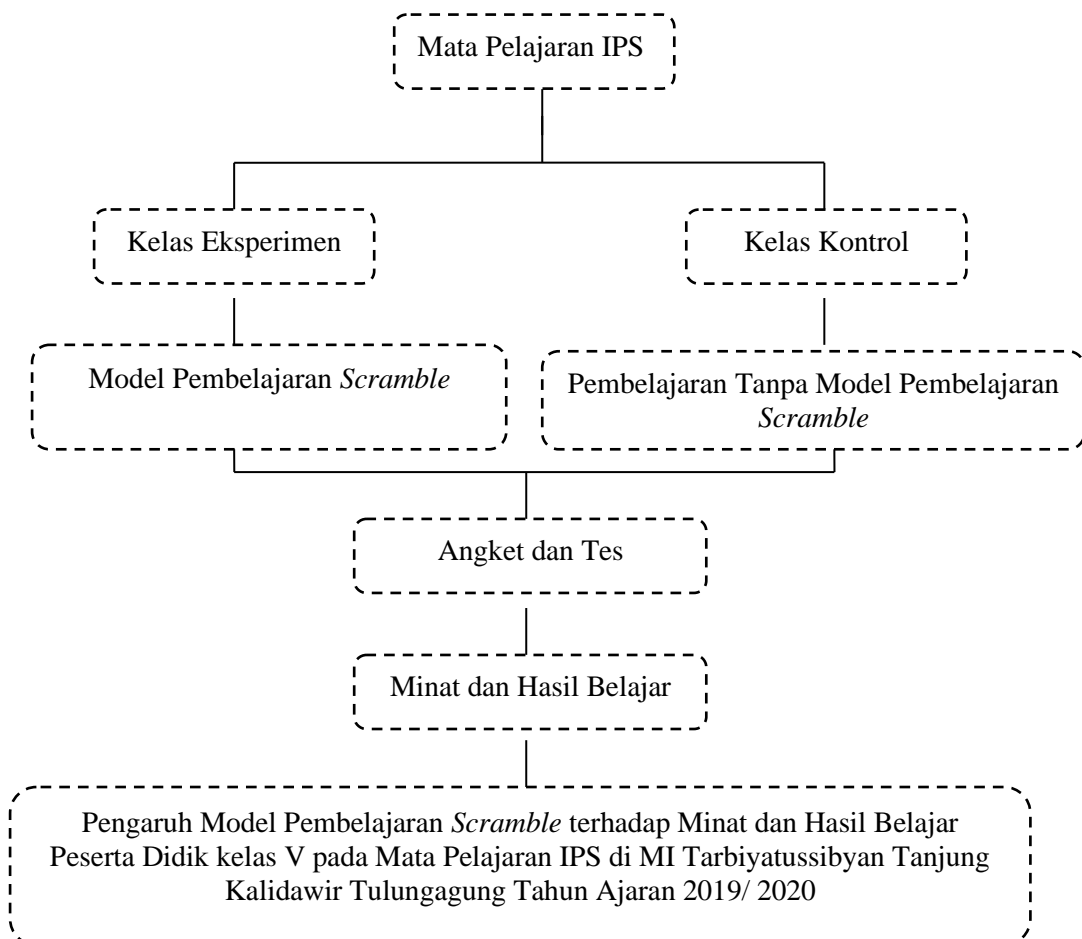 Mata Pelajaran IPS
Kelas Eksperimen
Kelas Kontrol
Model Pembelajaran Scramble
Pembelajaran Tanpa Model Pembelajaran
Scramble
Angket dan Tes
Minat dan Hasil Belajar
Pengaruh Model Pembelajaran Scramble terhadap Minat dan Hasil Belajar
Peserta Didik kelas V pada Mata Pelajaran IPS di MI Tarbiyatussibyan Tanjung
Kalidawir Tulungagung Tahun Ajaran 2019/ 2020